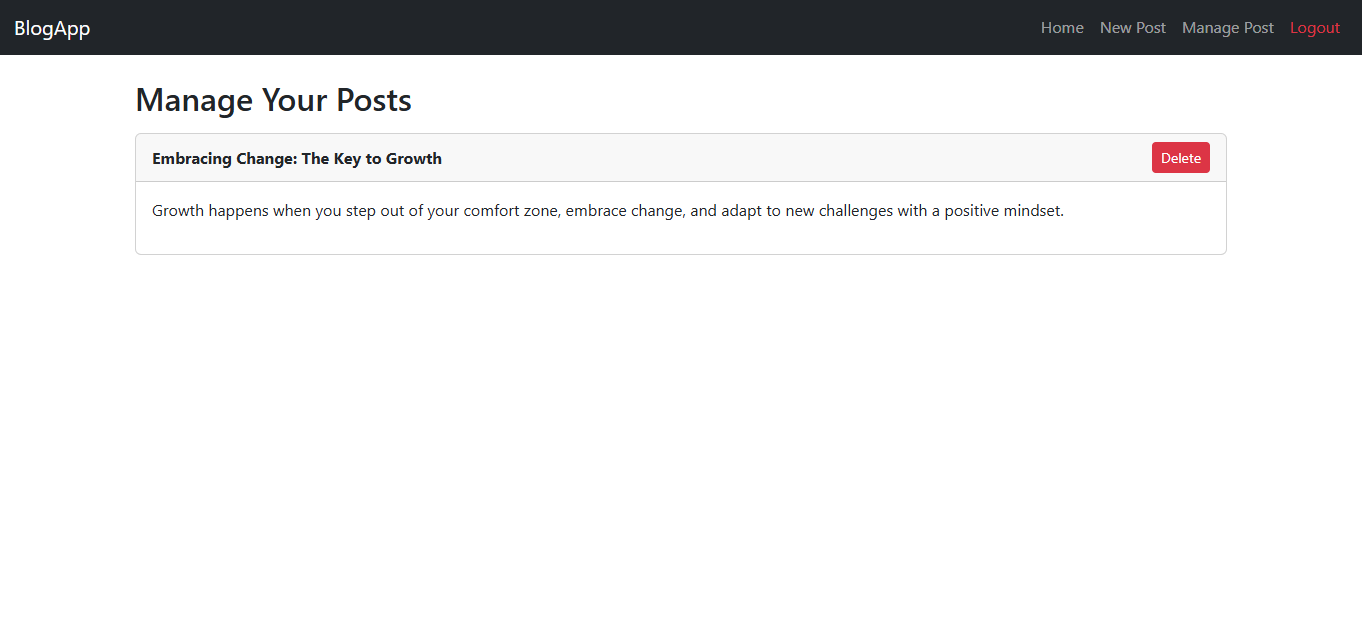 BlogApp
Home New Post Manage Post Logout
Manage Your Posts
Embracing Change: The Key to Growth
Delete
Growth happens when you step out of your comfort zone, embrace change, and adapt to new challenges with a positive mindset.